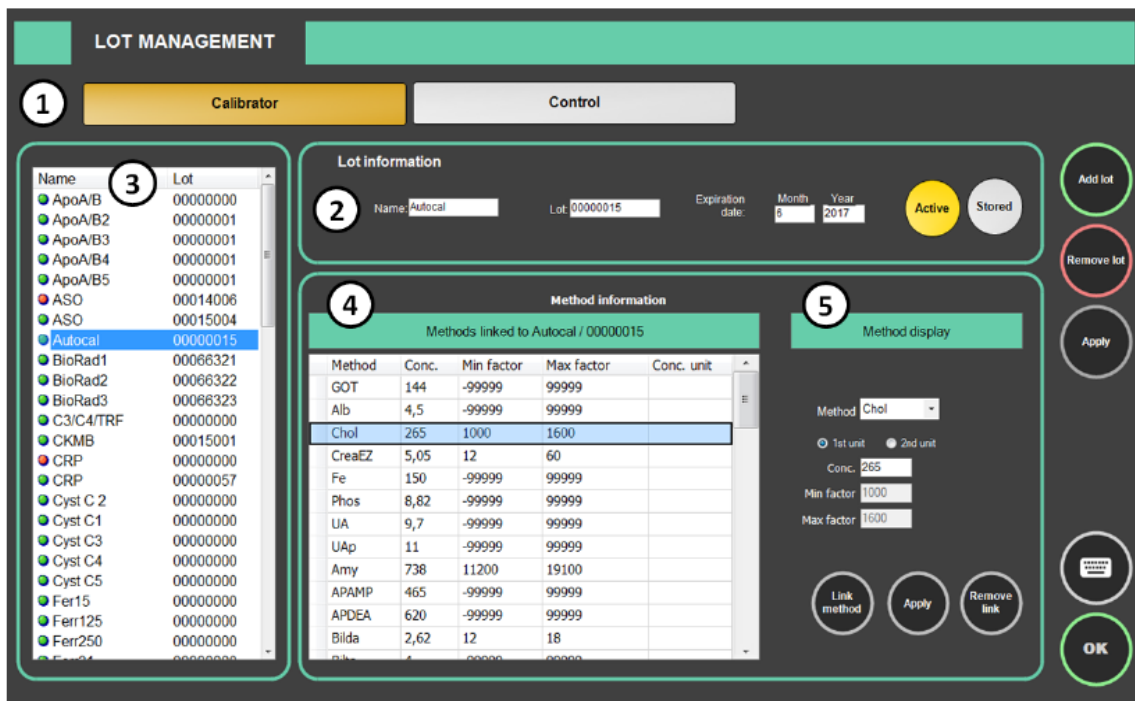 LOT MANAGEMENT
1
Calibrator
Control
3
Name Lot
ApoA/B 00000000
ApoA/B2 00000001
ApoA/B3 00000001
ApoA/B4 00000001
ApoA/B5 00000001
ASO 00014006
ASO 00015004
Autocal 00000015
BioRad1 00066321
BioRad2 00066322
BioRad3 00066323
C3/C4/TRF 00000000
CKMB 00015001
CRP 00000000
CRP 00000057
Cyst C 2 00000000
Cyst C1 00000000
Cyst C3 00000000
Cyst C4 00000000
Cyst C5 00000000
Fer15 00000000
Ferr125 00000000
Ferr250 00000000
Lot information
2
Name: Autocal
Lot: 00000015
Expiration
date:
Month Year
6 2017
Active
Stored
4
Method information
Methods linked to Autocal / 00000015
Method Conc. Min factor Max factor Conc. unit
GOT 144 -99999 99999
Alb 4,5 -99999 99999
Chol 265 1000 1600
CreaEZ 5,05 12 60
Fe 150 -99999 99999
Phos 8,82 -99999 99999
UA 9,7 -99999 99999
UAp 11 -99999 99999
Amy 738 11200 19100
APAMP 465 -99999 99999
APDEA 620 -99999 99999
Bilda 2,62 12 18
5
Method display
Method Chol
1st unit 2nd unit
Conc. 265
Min factor 1000
Max factor 1600
Link
method
Apply
Remove
link
Add lot
Remove lot
Apply
OK